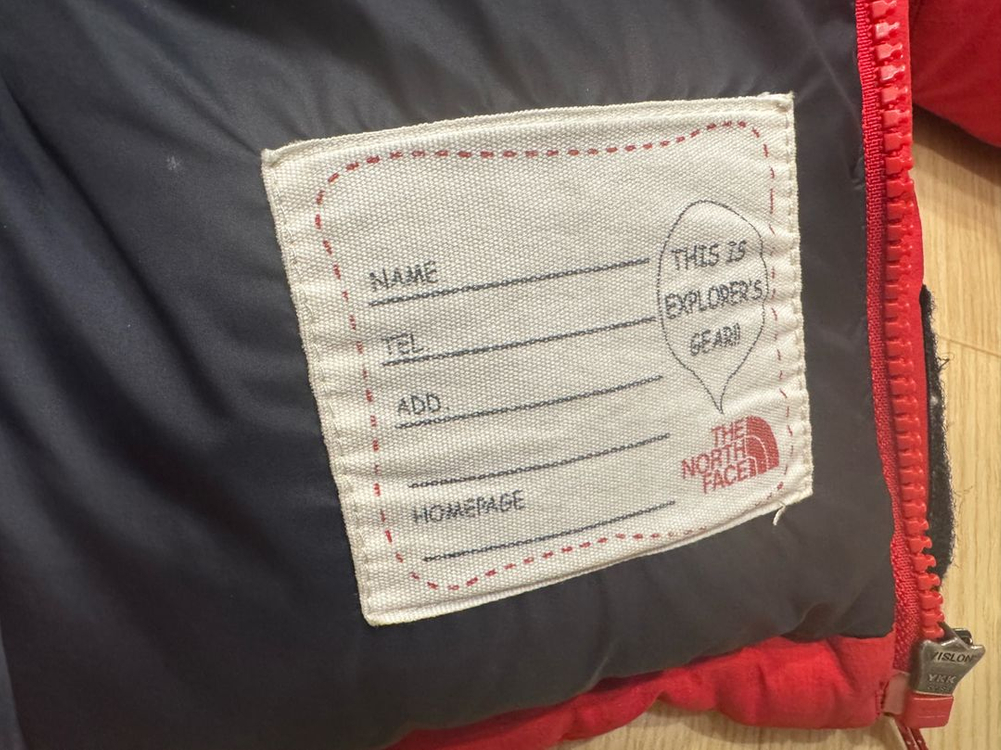 NAME
TEL
ADD.
HOMEPAGE
THIS IS
EXPLORER'S
GEAR!!
THE
NORTH
FACE
VISLON
YKK